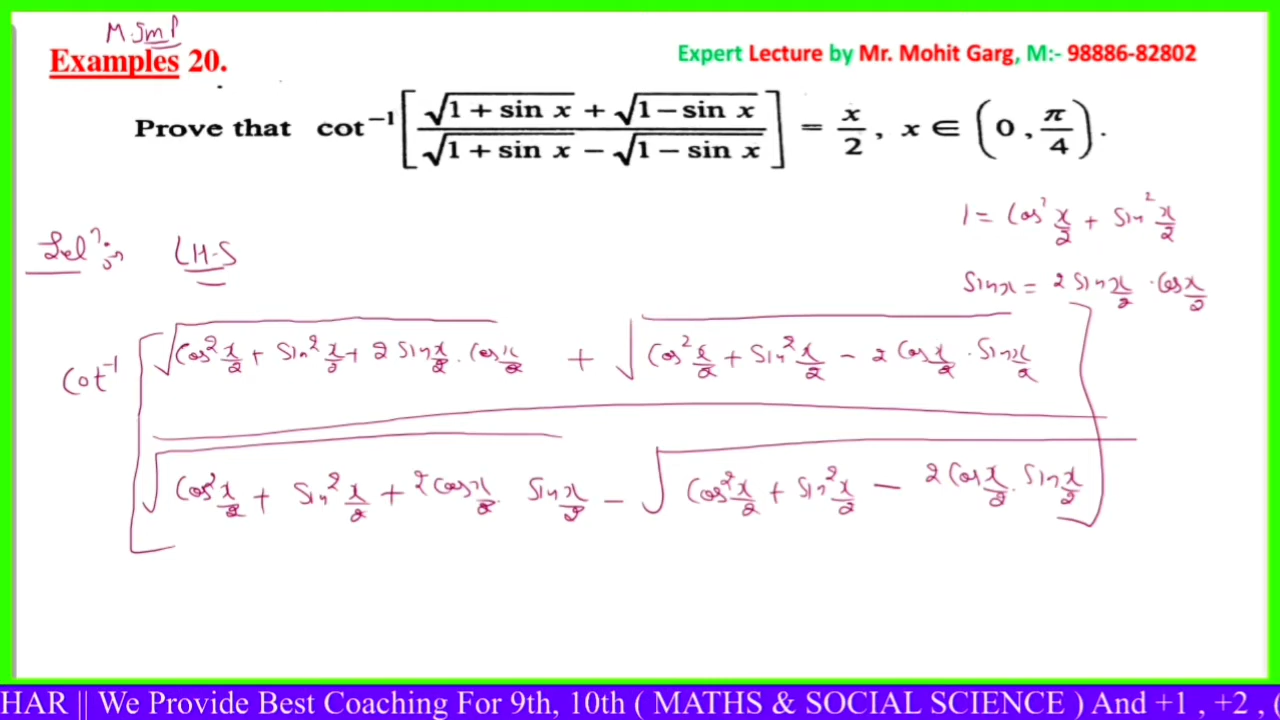 M.Imp
Examples 20.
Expert Lecture by Mr. Mohit Garg, M:- 98886-82802
Prove that cot⁻¹[(√(1 + sin x) + √(1 − sin x))/(√(1 + sin x) − √(1 − sin x))] = x/2, x ∈ (0, π/4).
1 = Cos² x/2 + Sin² x/2
Solⁿ:→ LH·S
Sinx = 2 Sin x/2 · Cos x/2
Cot⁻¹ [ √(Cos² x/2 + Sin² x/2 + 2 Sin x/2 · Cos x/2) + √(Cos² x/2 + Sin² x/2 − 2 Cos x/2 · Sin x/2)
√(Cos² x/2 + Sin² x/2 + 2 Cos x/2 Sin x/2) − √(Cos² x/2 + Sin² x/2 − 2 Cos x/2 · Sin x/2) ]
HAR || We Provide Best Coaching For 9th, 10th ( MATHS & SOCIAL SCIENCE ) And +1 , +2 , (